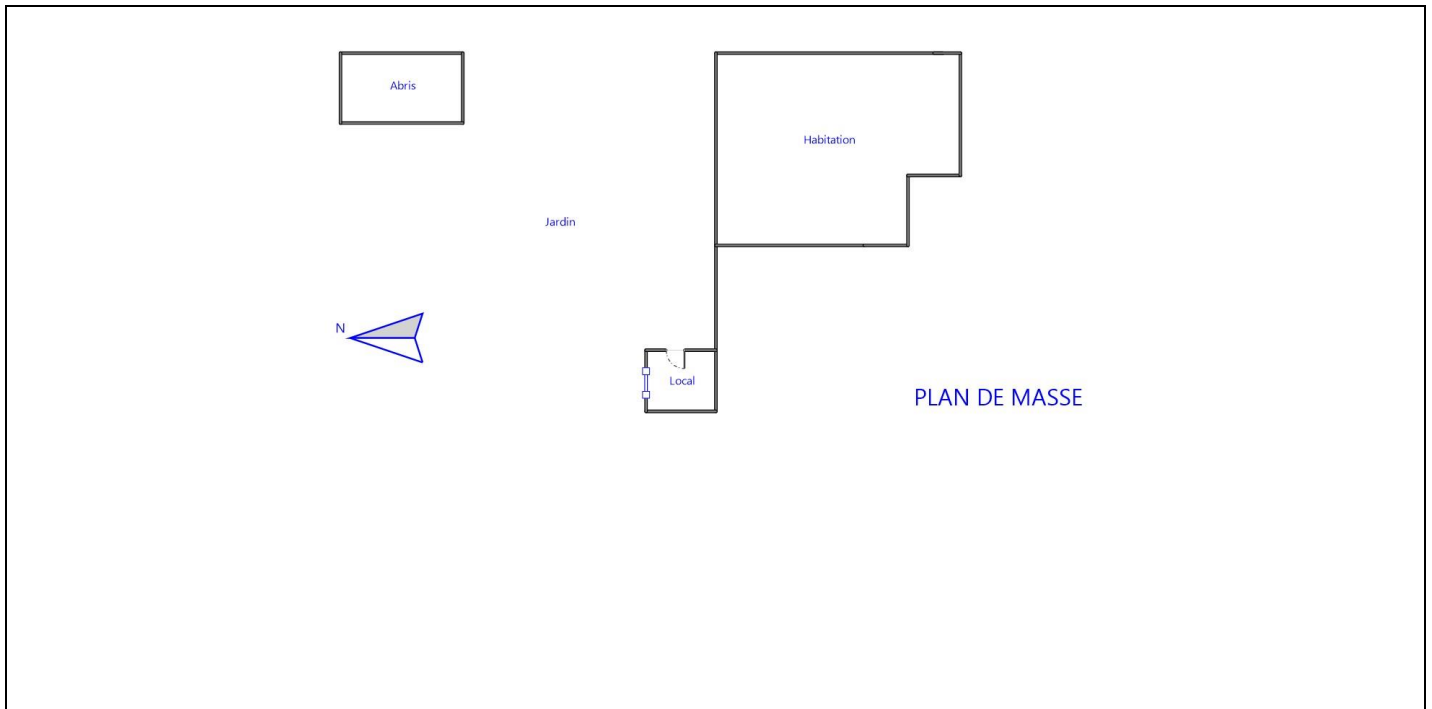 Abris
Habitation
Jardin
N
Local
PLAN DE MASSE